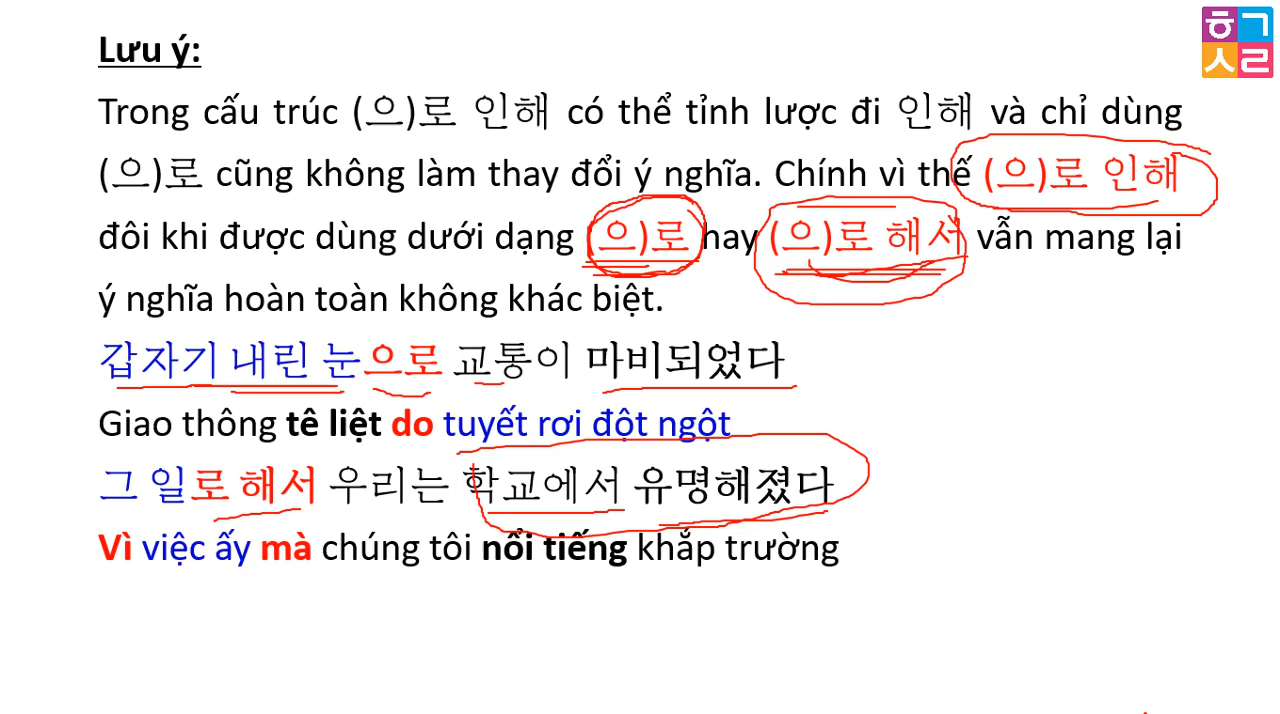 Lưu ý:
Trong cấu trúc (으)로 인해 có thể tỉnh lược đi 인해 và chỉ dùng
(으)로 cũng không làm thay đổi ý nghĩa. Chính vì thế (으)로 인해
đôi khi được dùng dưới dạng (으)로 hay (으)로 해서 vẫn mang lại
ý nghĩa hoàn toàn không khác biệt.
갑자기 내린 눈으로 교통이 마비되었다
Giao thông tê liệt do tuyết rơi đột ngột
그 일로 해서 우리는 학교에서 유명해졌다
Vì việc ấy mà chúng tôi nổi tiếng khắp trường
ㅎㄱ
ㅅㄹ